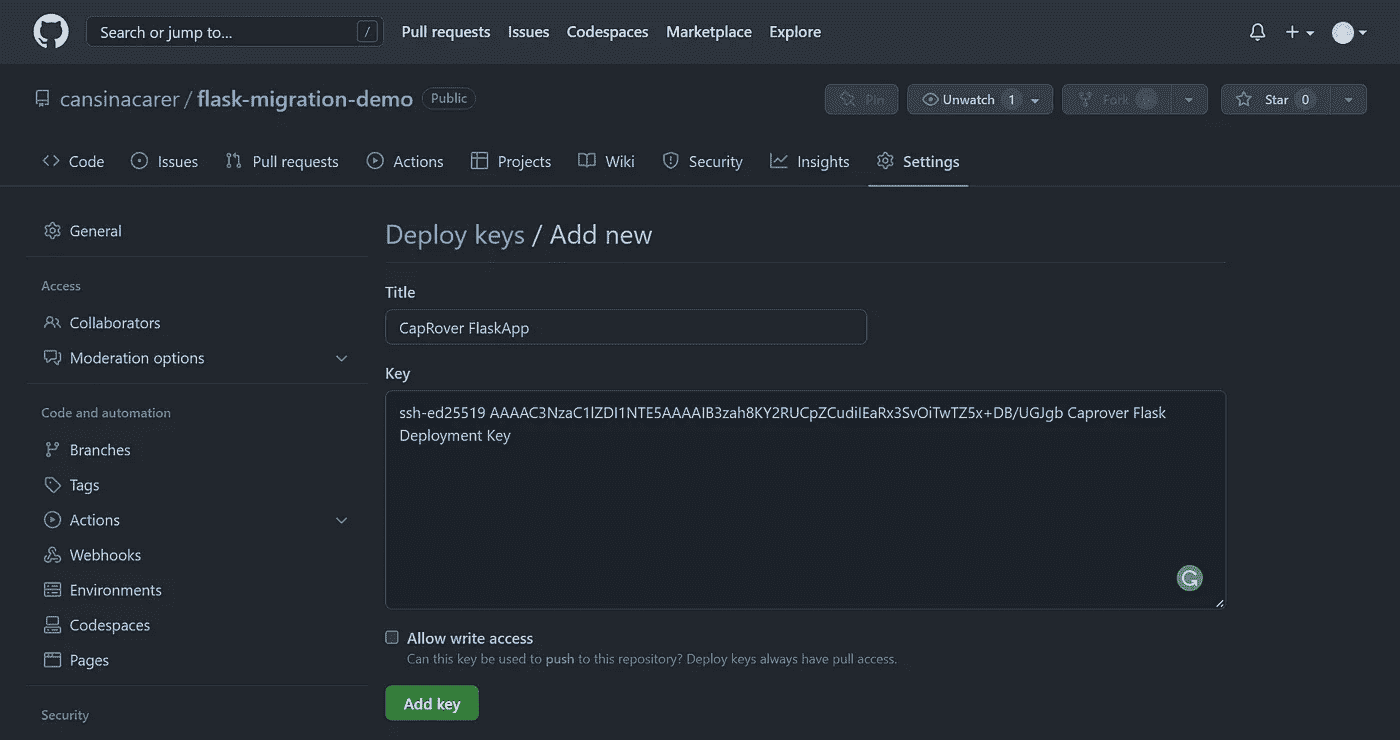 Search or jump to... /
Pull requests Issues Codespaces Marketplace Explore
cansinacarer / flask-migration-demo Public
Pin Unwatch 1 Fork Star 0
Code Issues Pull requests Actions Projects Wiki Security Insights Settings
General
Access
Collaborators
Moderation options
Code and automation
Branches
Tags
Actions
Webhooks
Environments
Codespaces
Pages
Security
Deploy keys / Add new
Title
CapRover FlaskApp
Key
ssh-ed25519 AAAAC3NzaC1lZDI1NTE5AAAAIB3zah8KY2RUCpZCudiIEaRx3SvOiTwTZ5x+DB/UGJgb Caprover Flask
Deployment Key
Allow write access
Can this key be used to push to this repository? Deploy keys always have pull access.
Add key